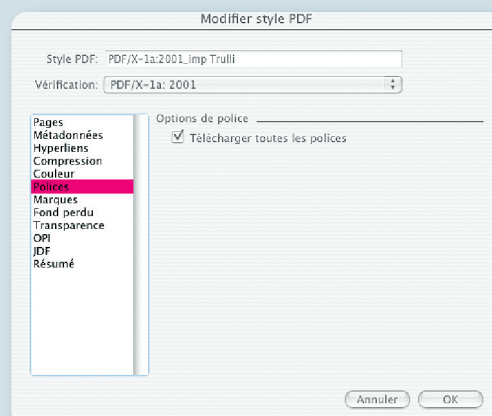 Modifier style PDF
Style PDF: PDF/X-1a:2001_imp Trulli
Vérification: PDF/X-1a: 2001
Pages
Métadonnées
Hyperliens
Compression
Couleur
Polices
Marques
Fond perdu
Transparence
OPI
JDF
Résumé
Options de police
Télécharger toutes les polices
Annuler OK